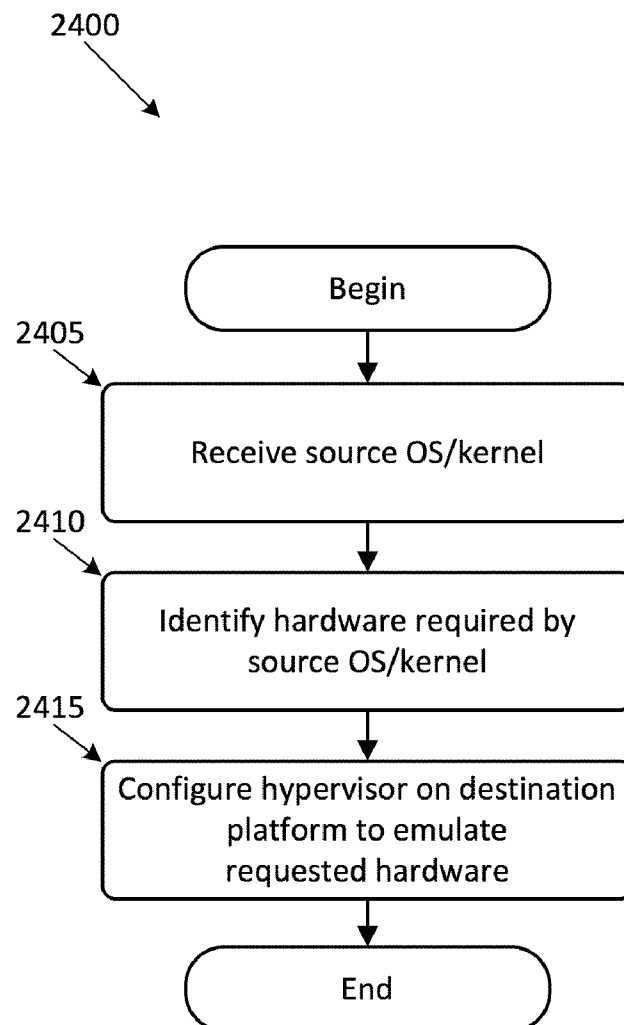 2400
Begin
2405
Receive source OS/kernel
2410
Identify hardware required by
source OS/kernel
2415
Configure hypervisor on destination
platform to emulate
requested hardware
End